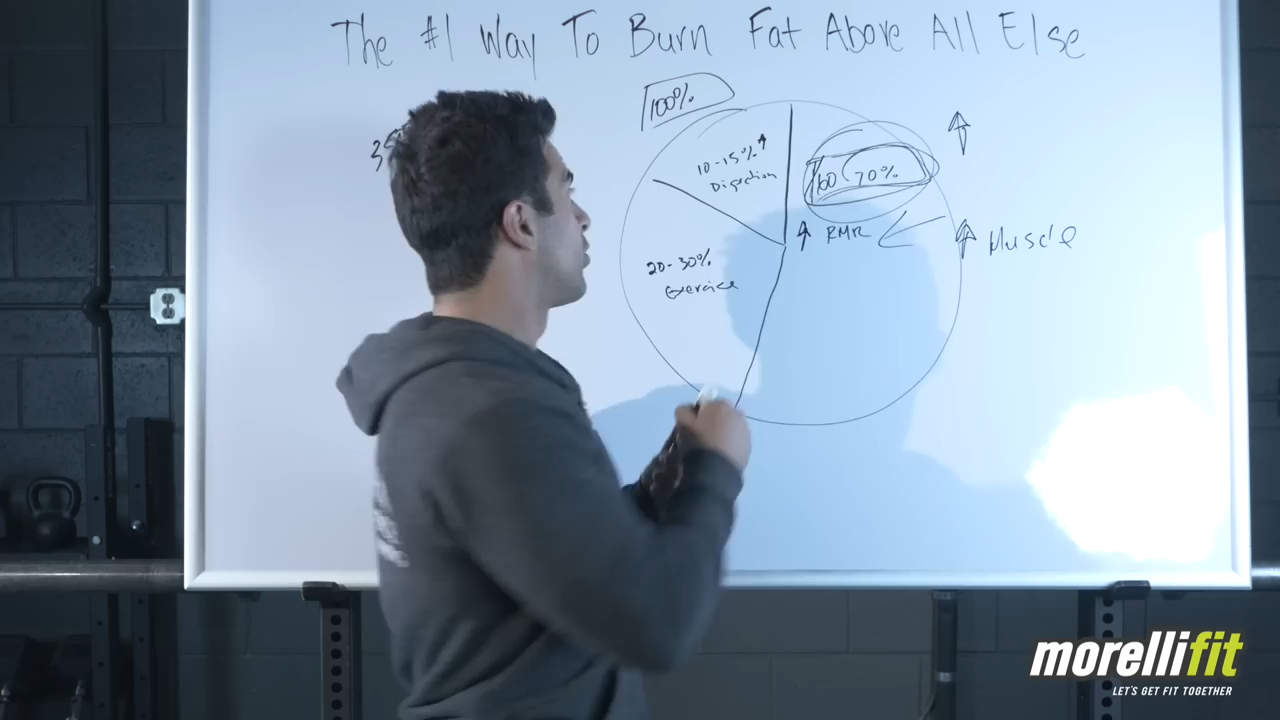 The #1 Way To Burn Fat Above All Else
100%
10-15%
Digestion
60 70%
RMR
Muscle
20-30%
Exercise
morellifit
LET'S GET FIT TOGETHER